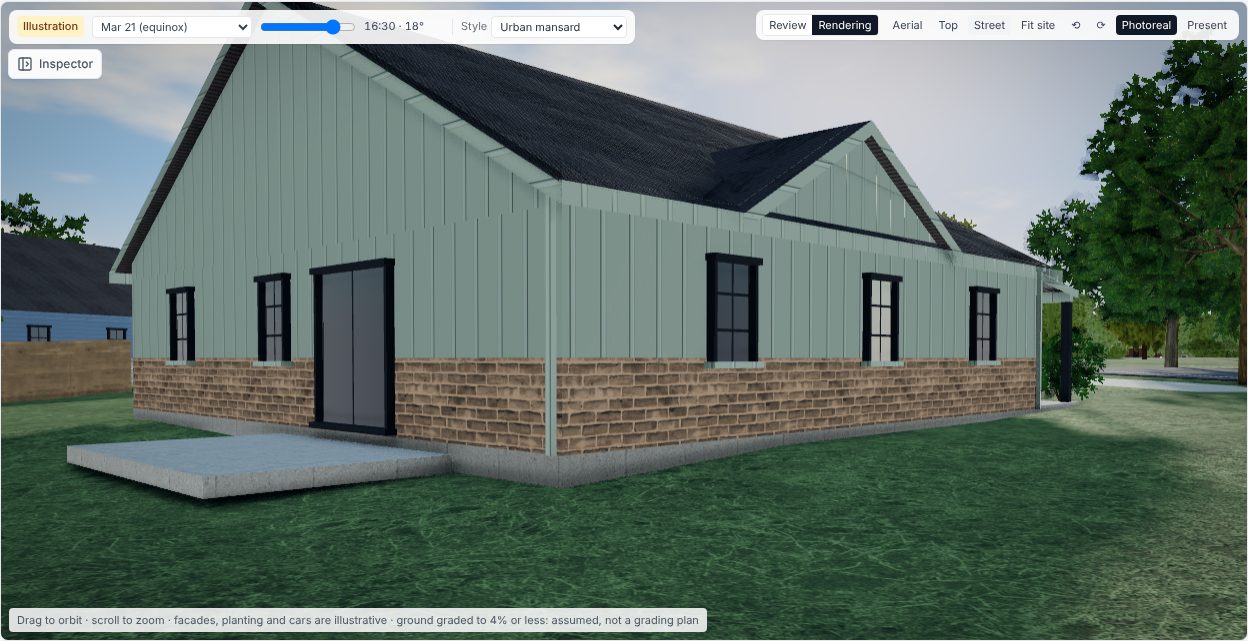 Illustration
Mar 21 (equinox)
16:30 · 18°
Style
Urban mansard
Review
Rendering
Aerial
Top
Street
Fit site
Photoreal
Present
Inspector
Drag to orbit · scroll to zoom · facades, planting and cars are illustrative · ground graded to 4% or less: assumed, not a grading plan